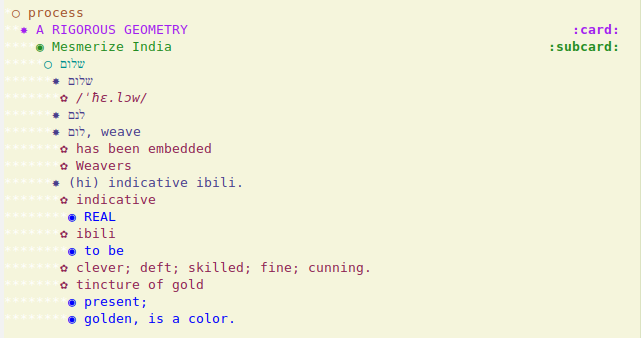 process
A RIGOROUS GEOMETRY :card:
Mesmerize India :subcard:
שלום
שלום
/ˈħɛ.lɔw/
לנם
לום, weave
has been embedded
Weavers
(hi) indicative ibili.
indicative
REAL
ibili
to be
clever; deft; skilled; fine; cunning.
tincture of gold
present;
golden, is a color.